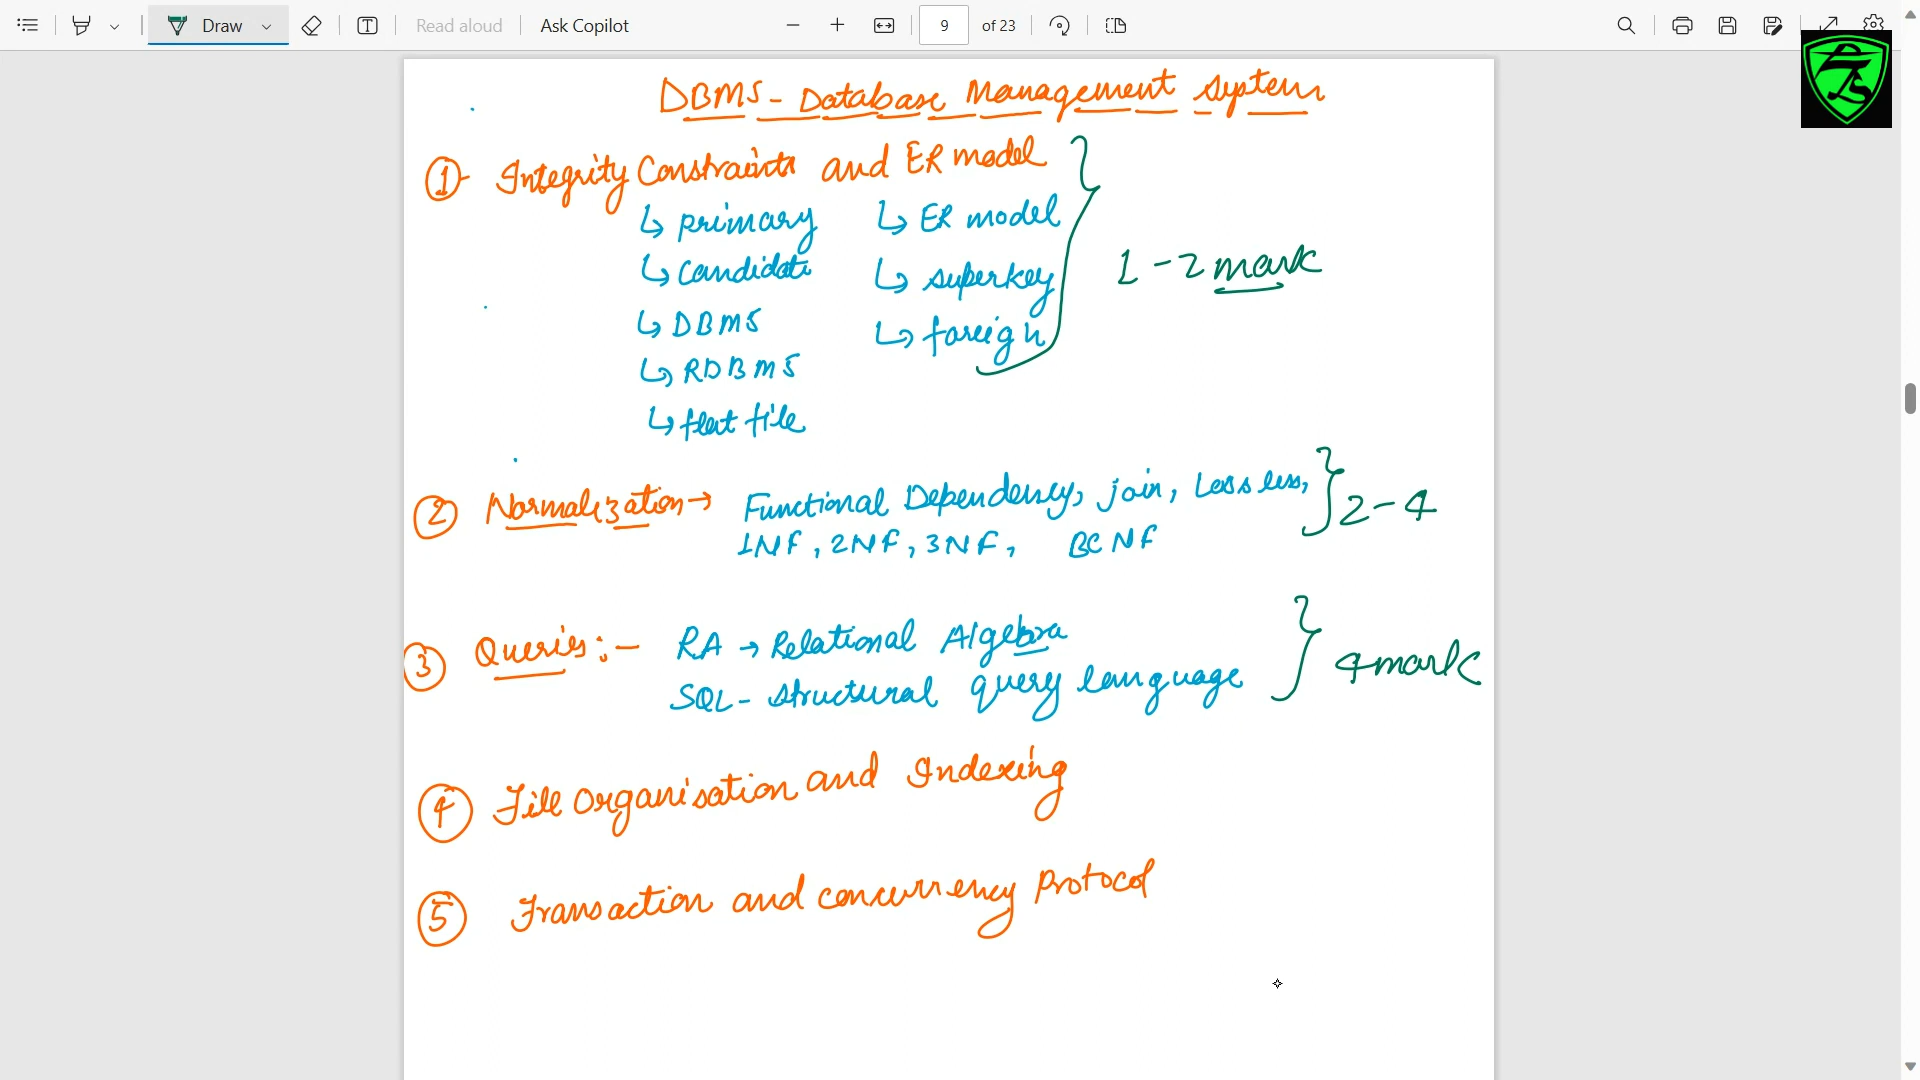 Draw
Read aloud
Ask Copilot
9
of 23
DBMS - Database Management System
① Integrity Constraints and ER model
↳ primary
↳ ER model
↳ candidate
↳ superkey
1 - 2 mark
↳ DBMS
↳ foreign
↳ RDBMS
↳ flat file
② Normalization → Functional Dependency, join, Lossless,
1NF, 2NF, 3NF, BCNF
2 - 4
③ Queries :- RA → Relational Algebra
SQL - structural query language
4 mark
④ File Organisation and Indexing
⑤ Transaction and concurrency Protocol